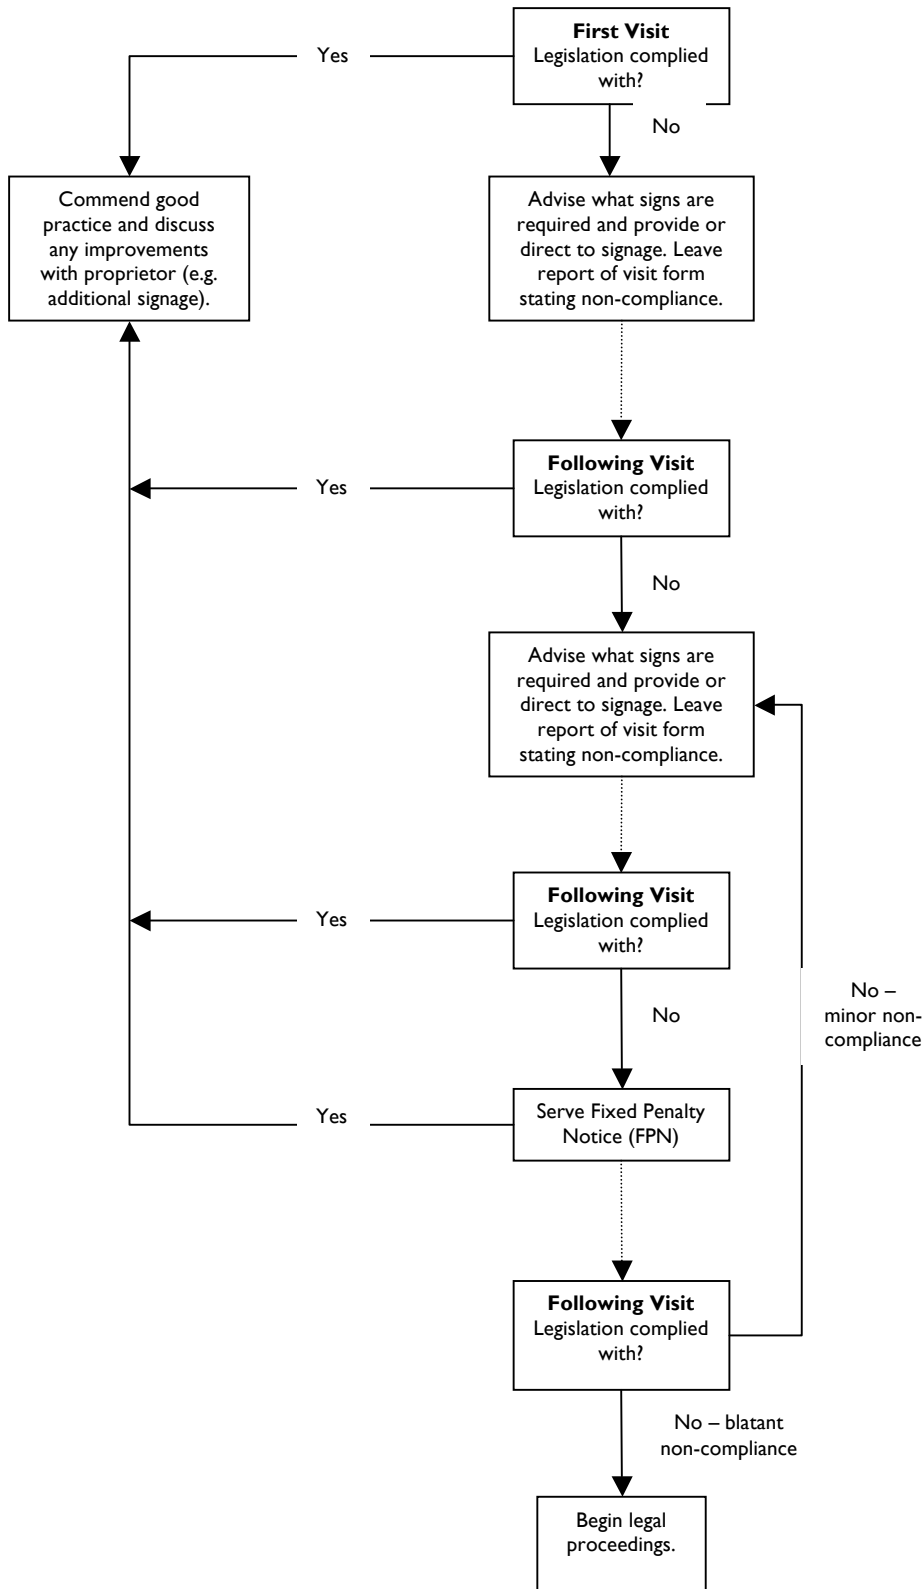 First Visit
Legislation complied
with?
Yes
No
Commend good
practice and discuss
any improvements
with proprietor (e.g.
additional signage).
Advise what signs are
required and provide or
direct to signage. Leave
report of visit form
stating non-compliance.
Following Visit
Legislation complied
with?
Yes
No
Advise what signs are
required and provide or
direct to signage. Leave
report of visit form
stating non-compliance.
Following Visit
Legislation complied
with?
Yes
No
No –
minor non-
compliance
Serve Fixed Penalty
Notice (FPN)
Yes
Following Visit
Legislation complied
with?
No – blatant
non-compliance
Begin legal
proceedings.